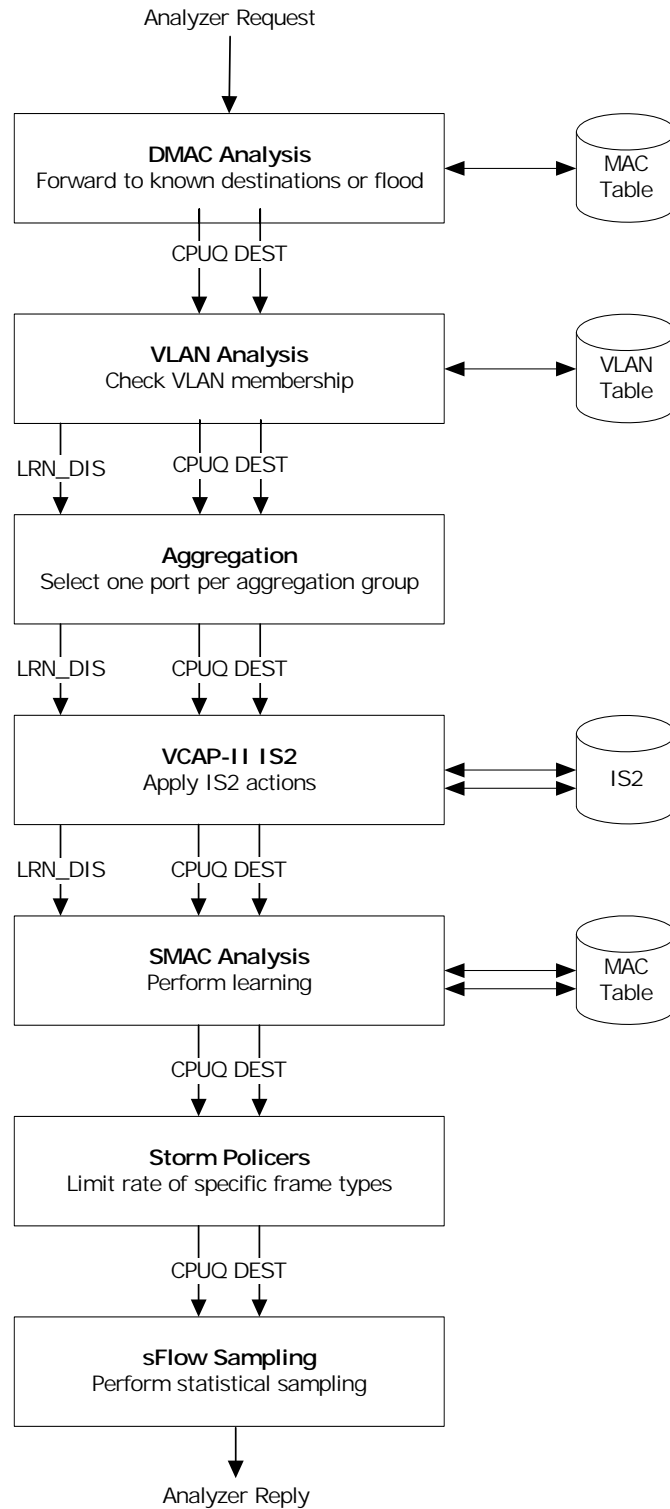 Analyzer Request
DMAC Analysis
Forward to known destinations or flood
MAC
Table
CPUQ DEST
VLAN Analysis
Check VLAN membership
VLAN
Table
LRN_DIS
CPUQ DEST
Aggregation
Select one port per aggregation group
LRN_DIS
CPUQ DEST
VCAP-II IS2
Apply IS2 actions
IS2
LRN_DIS
CPUQ DEST
SMAC Analysis
Perform learning
MAC
Table
CPUQ DEST
Storm Policers
Limit rate of specific frame types
CPUQ DEST
sFlow Sampling
Perform statistical sampling
Analyzer Reply